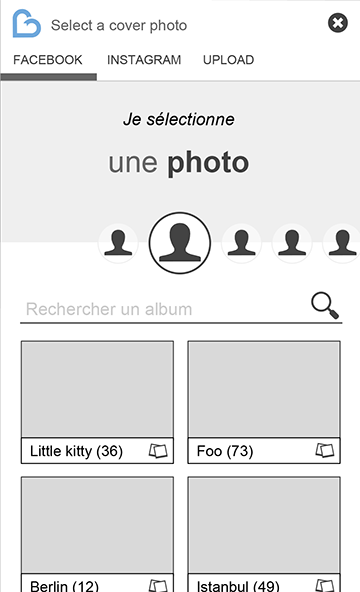 Select a cover photo
FACEBOOK INSTAGRAM UPLOAD
Je sélectionne
une photo
Rechercher un album
Little kitty (36)
Foo (73)
Berlin (12)
Istanbul (49)